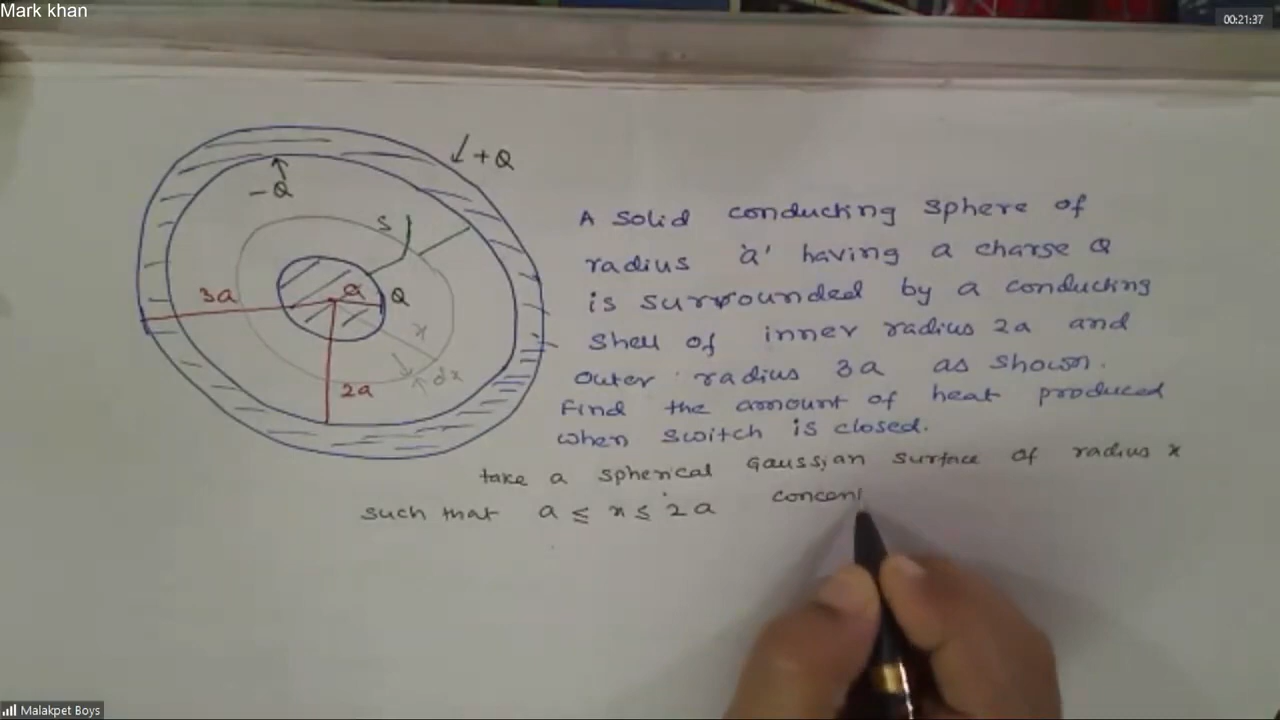 Mark khan
00:21:37
+Q
-Q
S
3a
a
Q
x
dx
2a
A solid conducting sphere of
radius 'a' having a charge Q
is surrounded by a conducting
shell of inner radius 2a and
outer radius 3a as shown.
Find the amount of heat produced
when switch is closed.
take a spherical Gaussian surface of radius x
such that a ≤ x ≤ 2a concent
Malakpet Boys